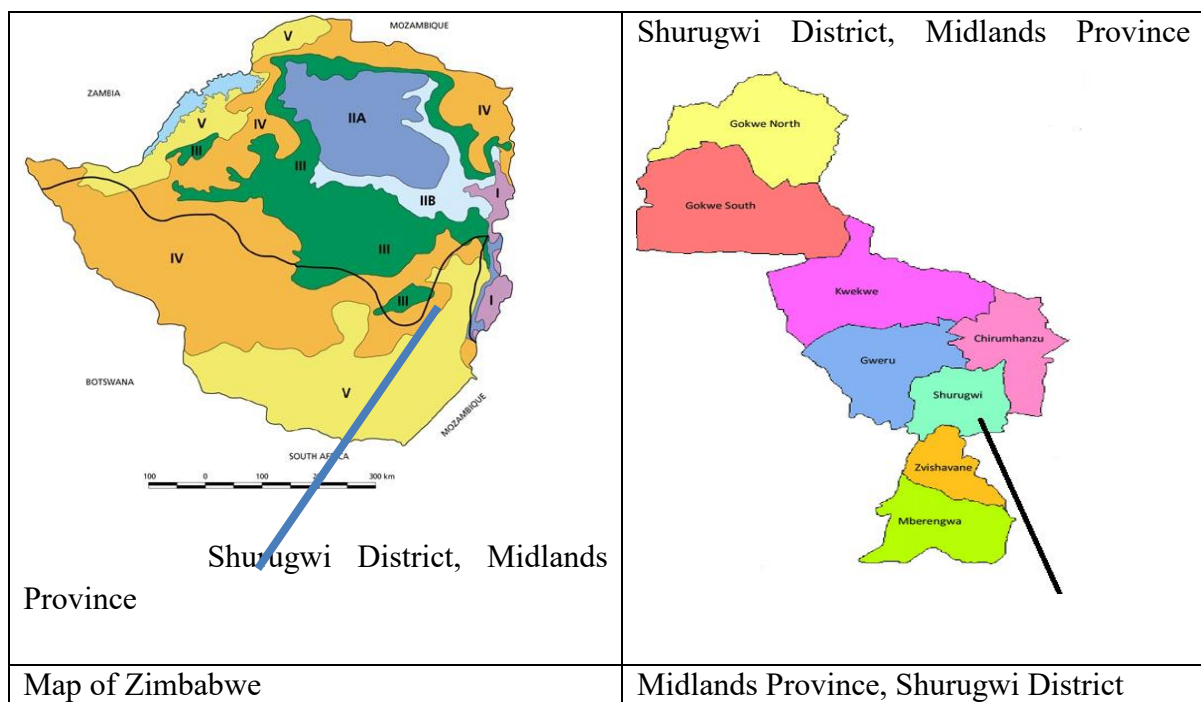 MOZAMBIQUE
V
ZAMBIA
IIA
IV
V
IV
III
III
I
IIB
IV
III
III
I
BOTSWANA
V
MOZAMBIQUE
SOUTH AFRICA
100 0 100 200 300 km
Shurugwi District, Midlands
Province
Map of Zimbabwe
Shurugwi District, Midlands Province
Gokwe North
Gokwe South
Kwekwe
Chirumhanzu
Gweru
Shurugwi
Zvishavane
Mberengwa
Midlands Province, Shurugwi District